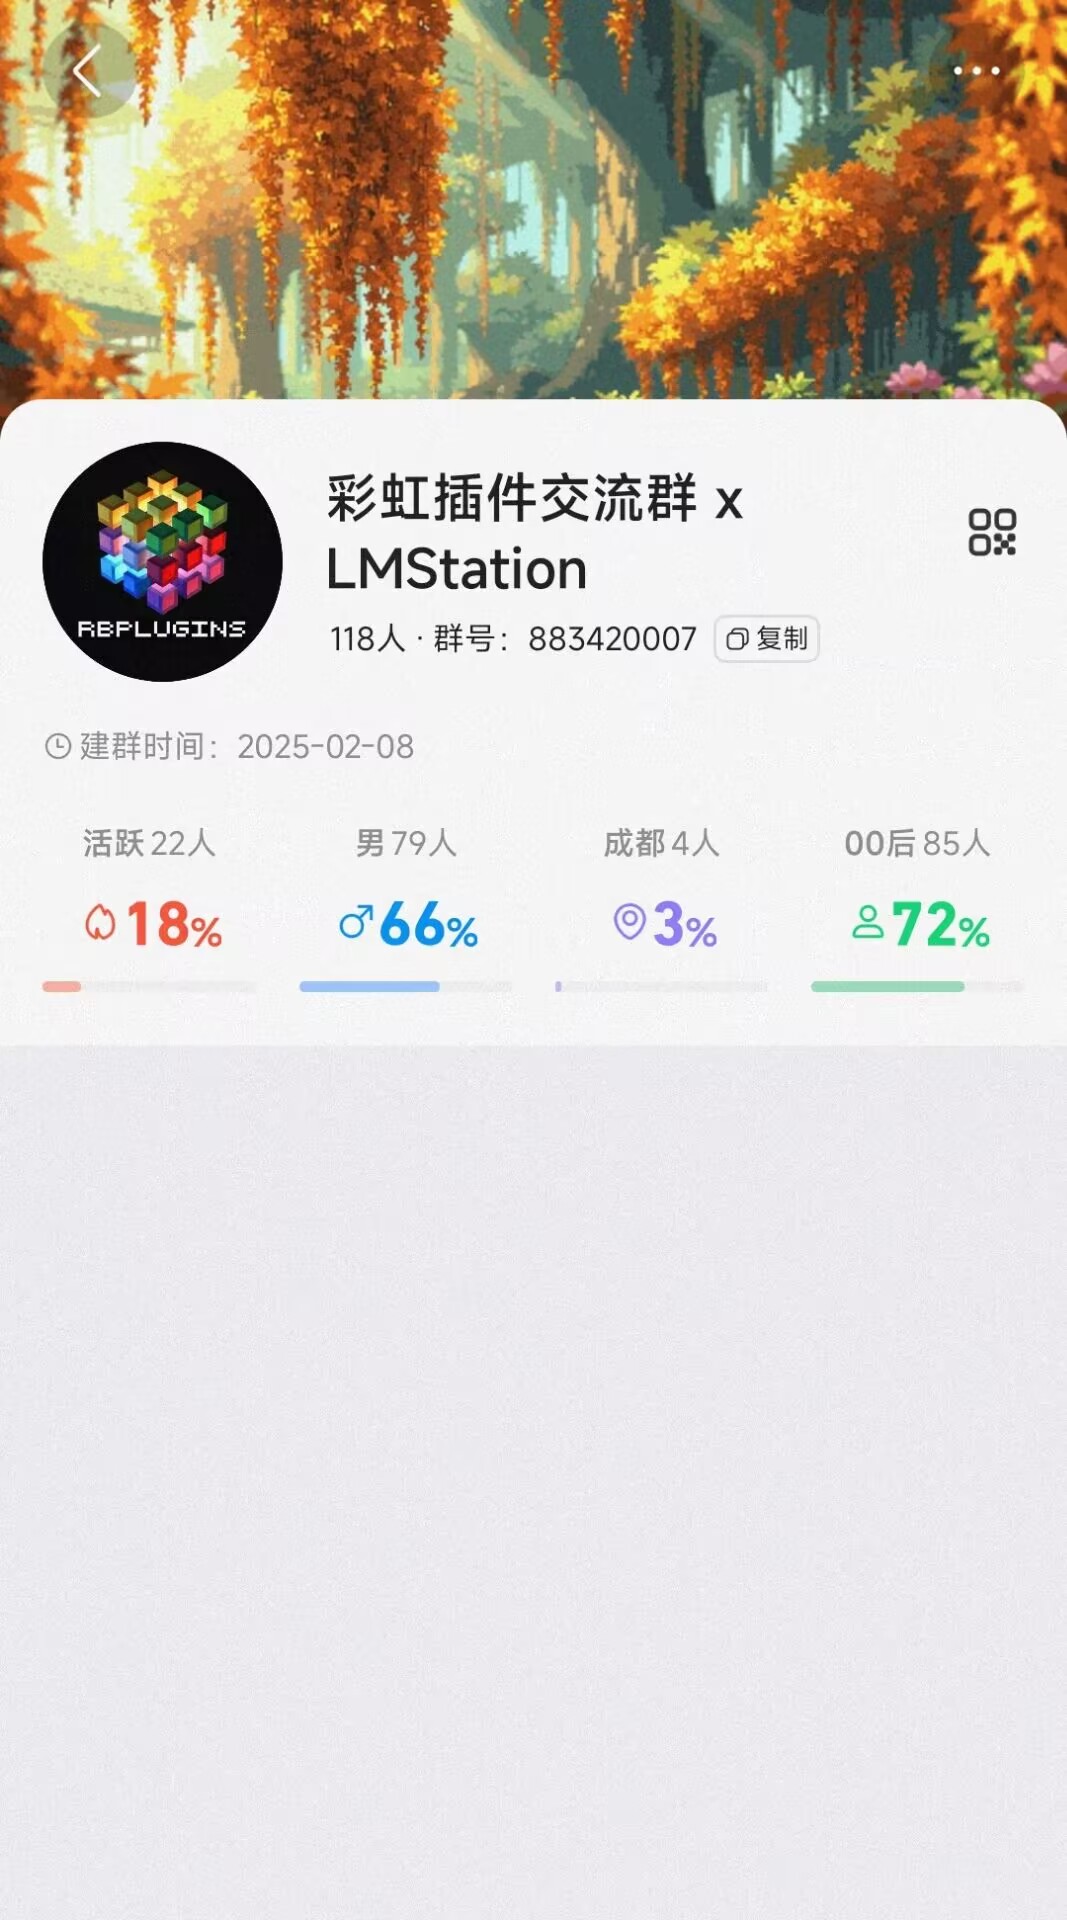 彩虹插件交流群 x
LMStation
118人 · 群号：883420007 复制
RBPLUGINS
建群时间：2025-02-08
活跃22人 男79人 成都4人 00后85人
18% 66% 3% 72%